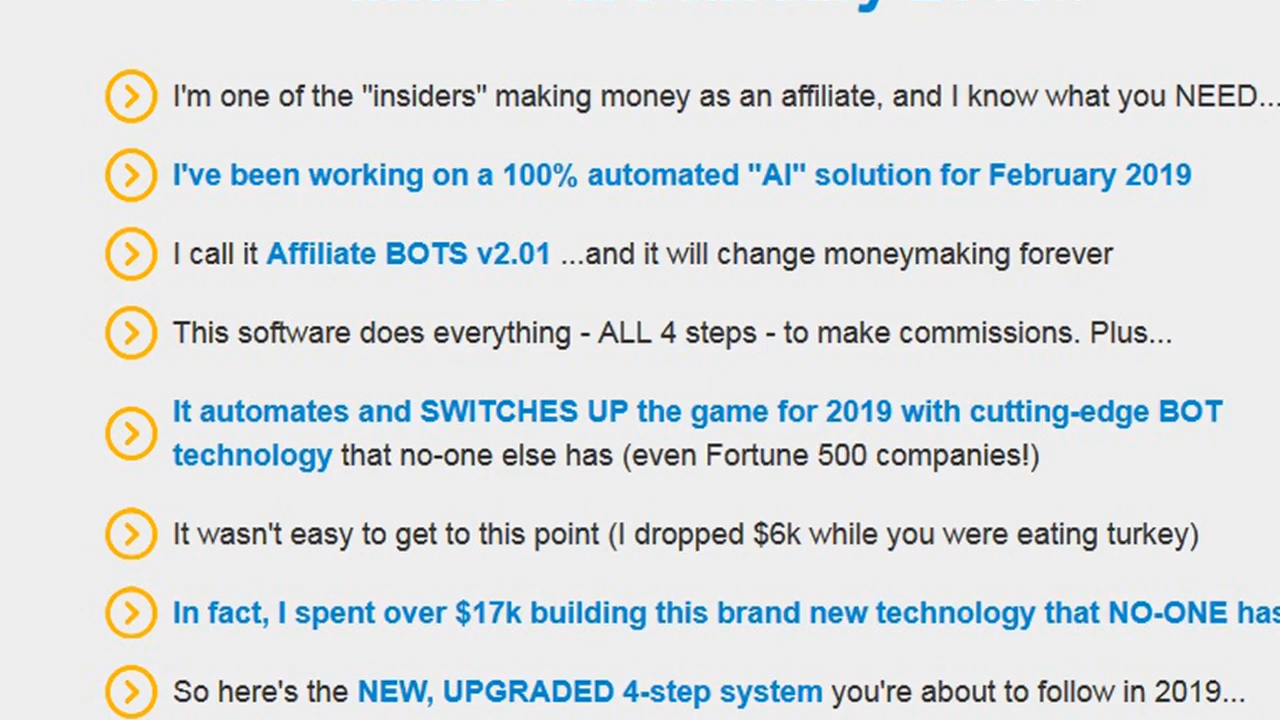 I'm one of the "insiders" making money as an affiliate, and I know what you NEED...
I've been working on a 100% automated "AI" solution for February 2019
I call it Affiliate BOTS v2.01 ...and it will change moneymaking forever
This software does everything - ALL 4 steps - to make commissions. Plus...
It automates and SWITCHES UP the game for 2019 with cutting-edge BOT
technology that no-one else has (even Fortune 500 companies!)
It wasn't easy to get to this point (I dropped $6k while you were eating turkey)
In fact, I spent over $17k building this brand new technology that NO-ONE has
So here's the NEW, UPGRADED 4-step system you're about to follow in 2019...